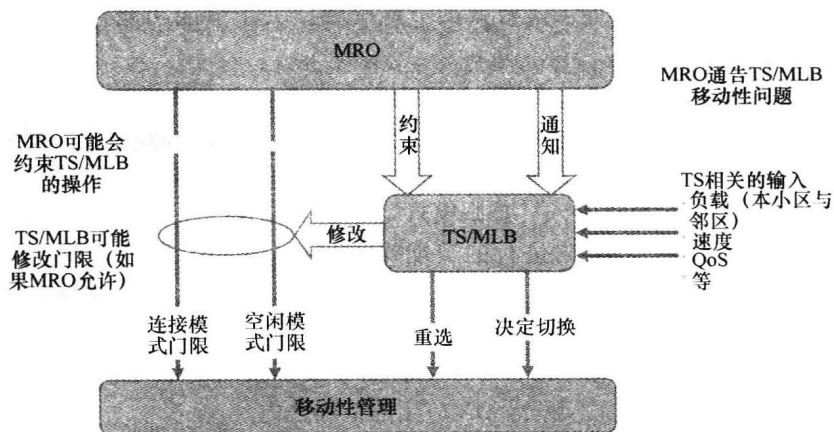 MRO
MRO通告TS/MLB
移动性问题
约束
通知
MRO可能会
约束TS/MLB
的操作
TS相关的输入
负载（本小区与
邻区）
速度
QoS
等
TS/MLB
修改
TS/MLB可能
修改门限（如
果MRO允许）
连接模
式门限
空闲模
式门限
重选
决定切换
移动性管理